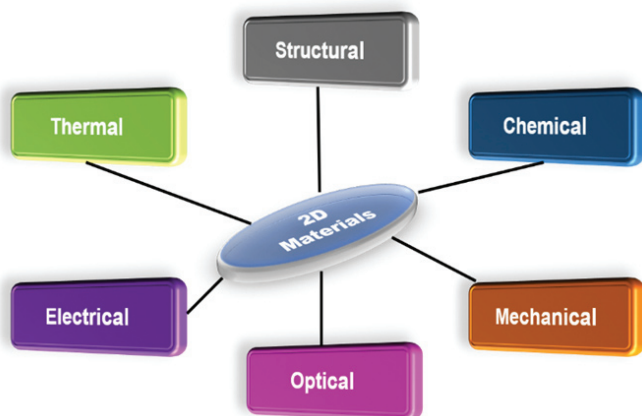 Structural
Thermal
Chemical
2D
Materials
Electrical
Mechanical
Optical